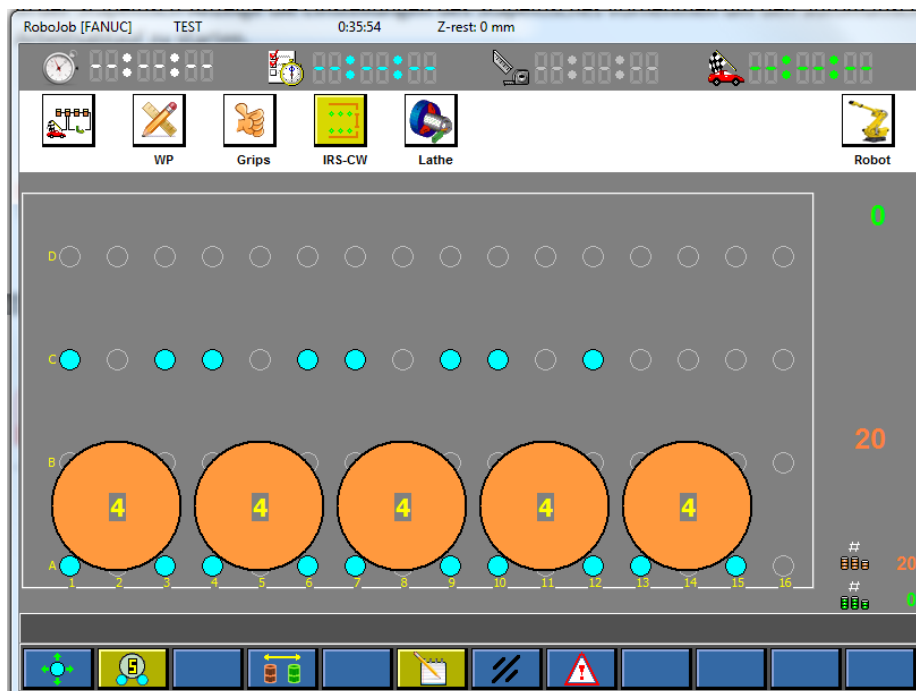 RoboJob [FANUC] TEST 0:35:54 Z-rest: 0 mm
WP Grips IRS-CW Lathe Robot
0
D
C
20
B
4 4 4 4 4
A
1 2 3 4 5 6 7 8 9 10 11 12 13 14 15 16
#
20
#
0
S